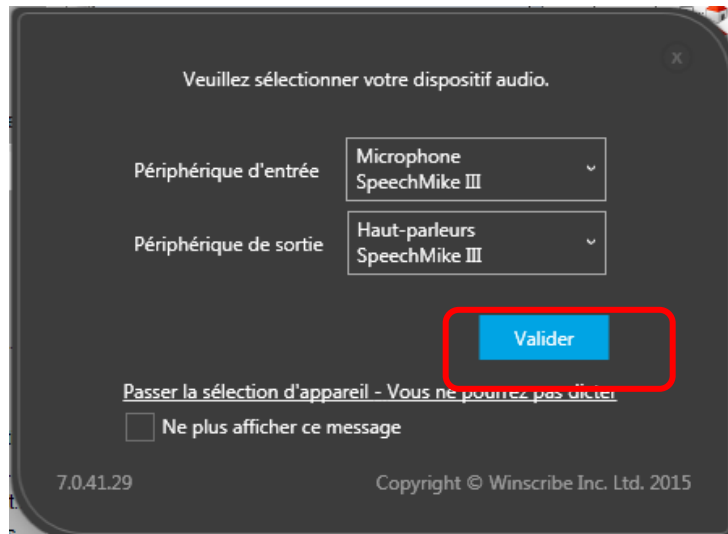 x
Veuillez sélectionner votre dispositif audio.
Périphérique d'entrée
Microphone
SpeechMike III
Périphérique de sortie
Haut-parleurs
SpeechMike III
Valider
Passer la sélection d'appareil - Vous ne pourrez pas dicter
Ne plus afficher ce message
7.0.41.29
Copyright © Winscribe Inc. Ltd. 2015